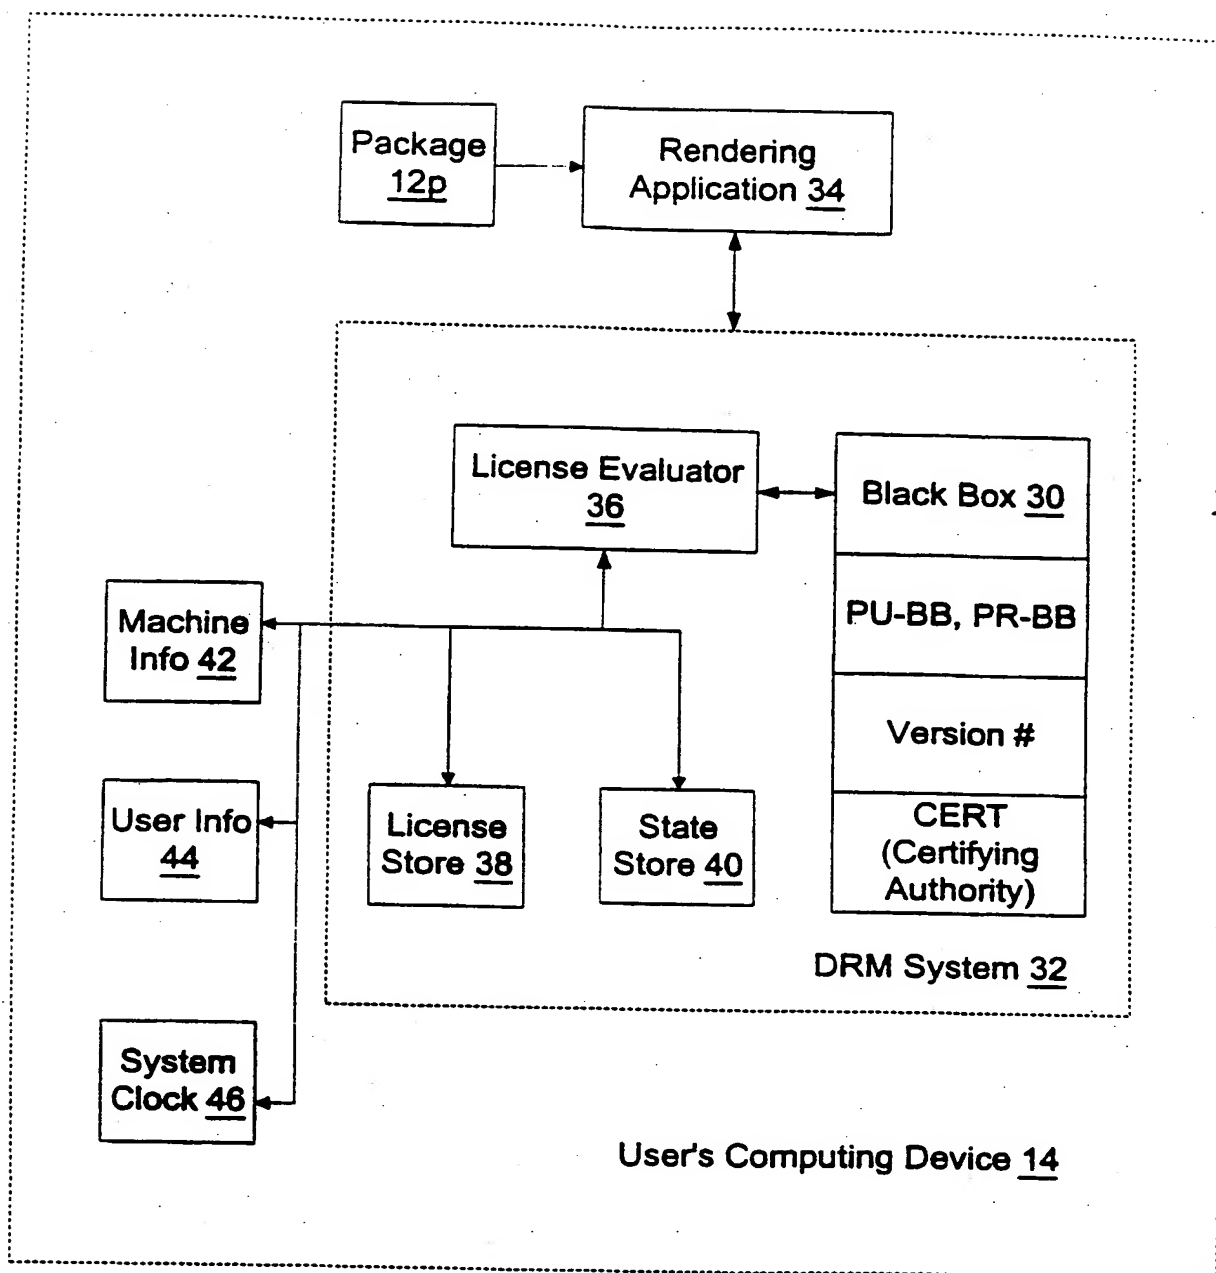 Package
12p
Rendering
Application 34
License Evaluator
36
Black Box 30
PU-BB, PR-BB
Version #
CERT
(Certifying
Authority)
Machine
Info 42
User Info
44
System
Clock 46
License
Store 38
State
Store 40
DRM System 32
User's Computing Device 14